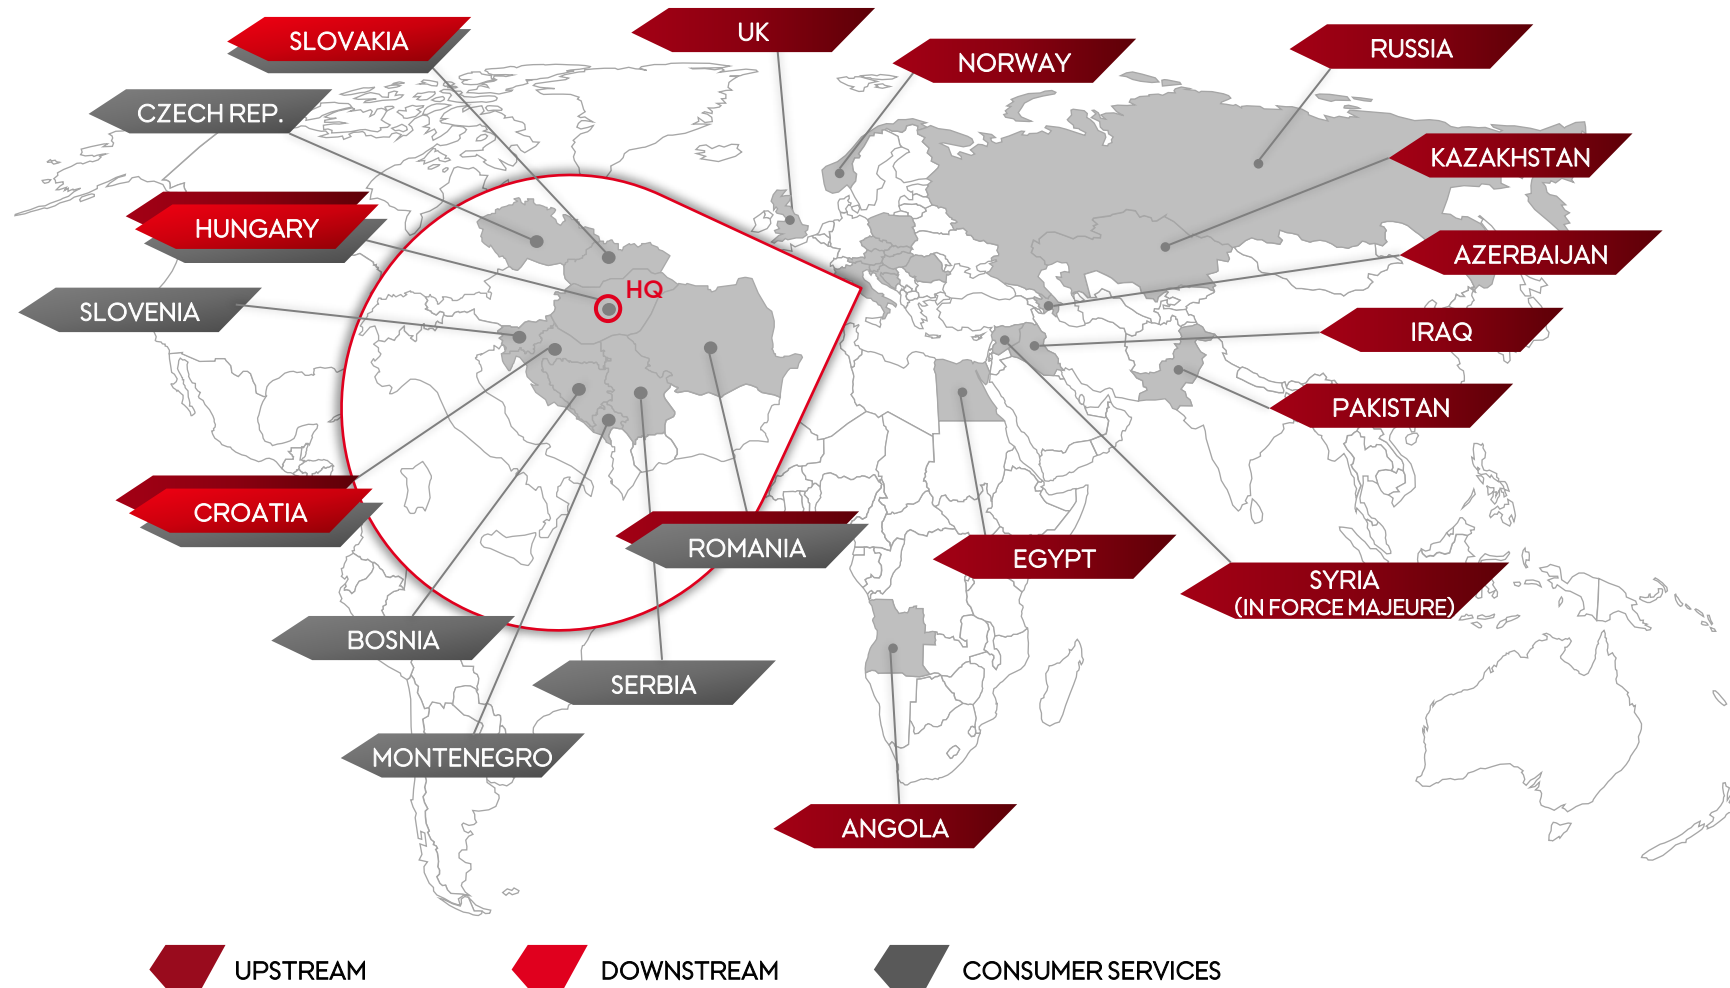 SLOVAKIA
UK
NORWAY
RUSSIA
CZECH REP.
KAZAKHSTAN
HUNGARY
AZERBAIJAN
HQ
SLOVENIA
IRAQ
PAKISTAN
CROATIA
ROMANIA
EGYPT
SYRIA
(IN FORCE MAJEURE)
BOSNIA
SERBIA
MONTENEGRO
ANGOLA
UPSTREAM
DOWNSTREAM
CONSUMER SERVICES